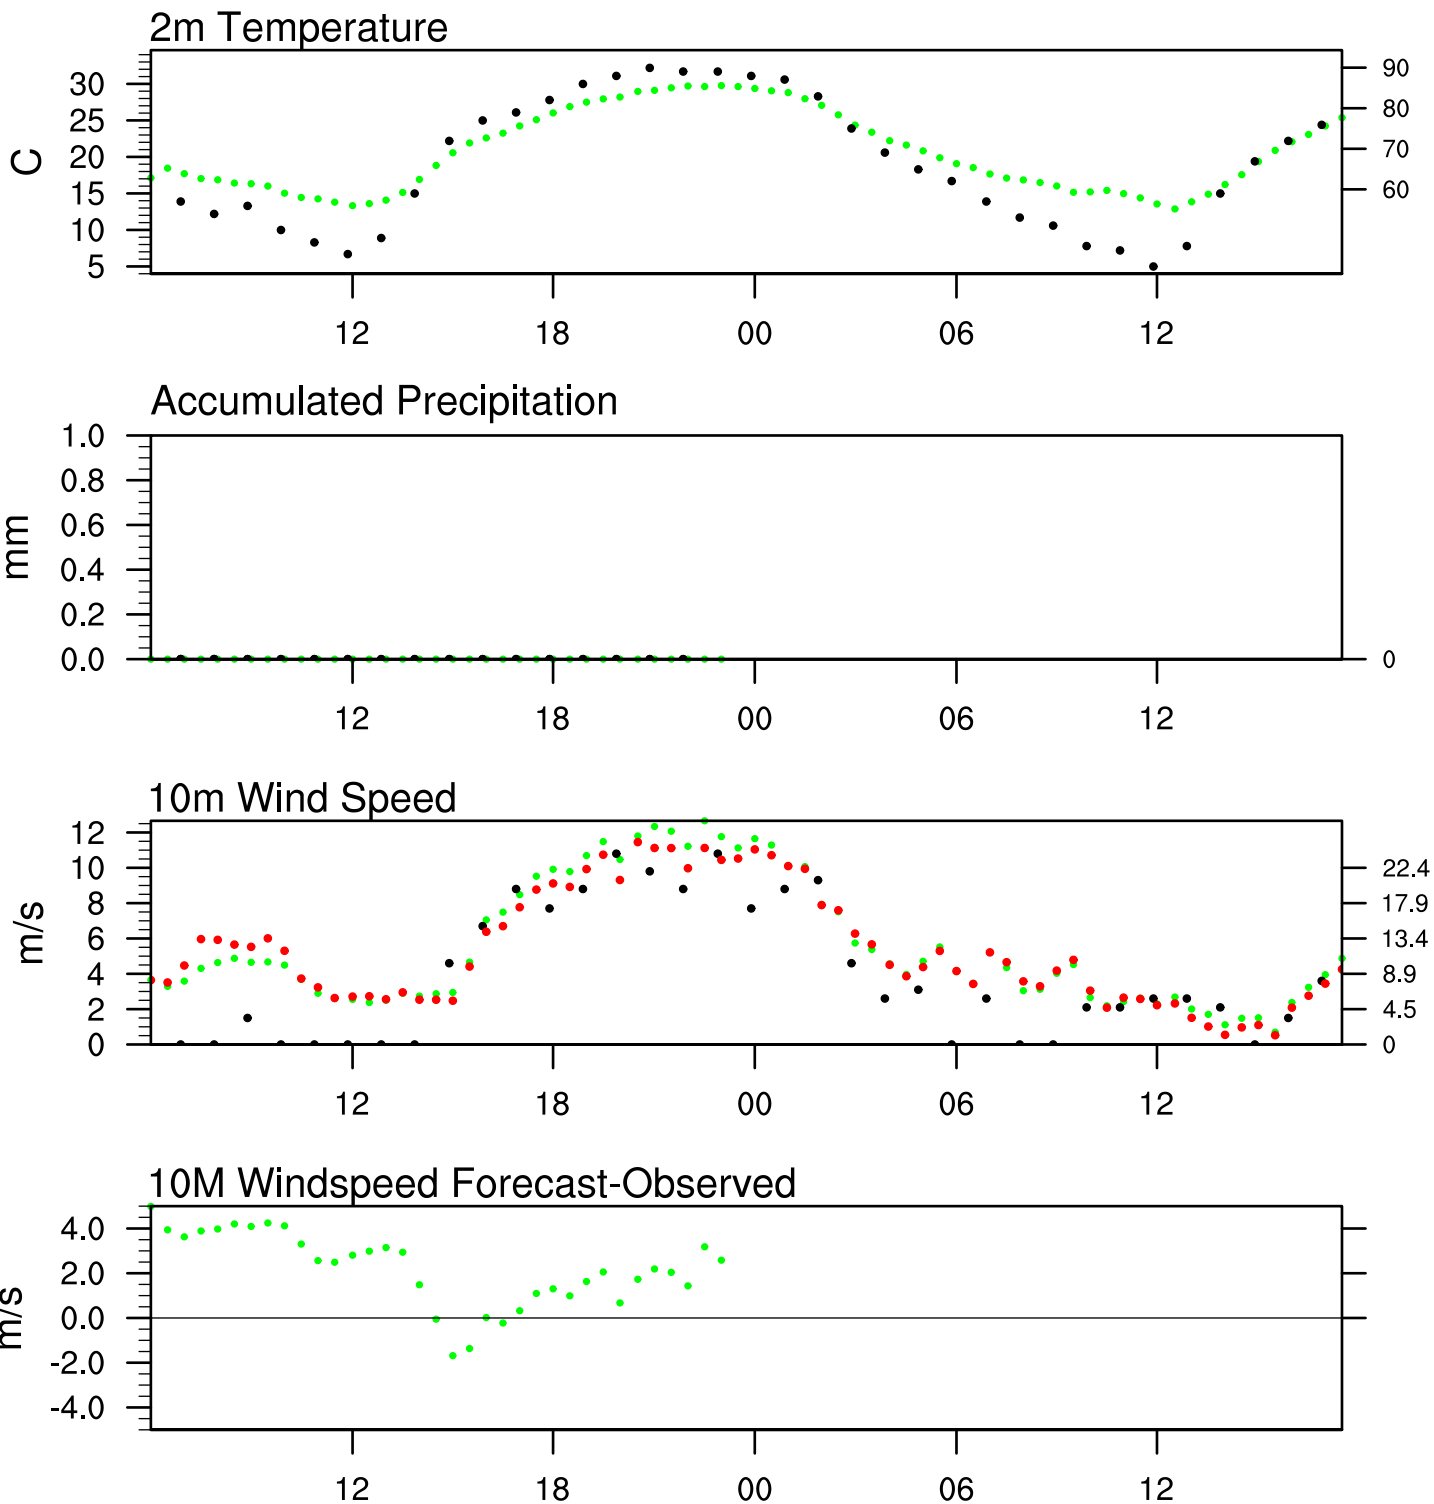 2m Temperature
30
25
20
15
10
5
C
90
80
70
60
12 18 00 06 12
Accumulated Precipitation
1.0
0.8
0.6
0.4
0.2
0.0
mm
0
12 18 00 06 12
10m Wind Speed
12
10
8
6
4
2
0
m/s
22.4
17.9
13.4
8.9
4.5
0
12 18 00 06 12
10M Windspeed Forecast-Observed
4.0
2.0
0.0
-2.0
-4.0
m/s
12 18 00 06 12